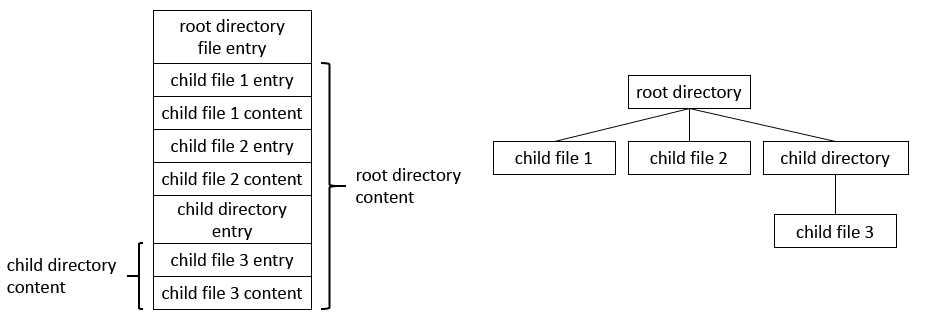 root directory
file entry
child file 1 entry
child file 1 content
child file 2 entry
child file 2 content
child directory
entry
child file 3 entry
child file 3 content
child directory
content
root directory
content
root directory
child file 1
child file 2
child directory
child file 3